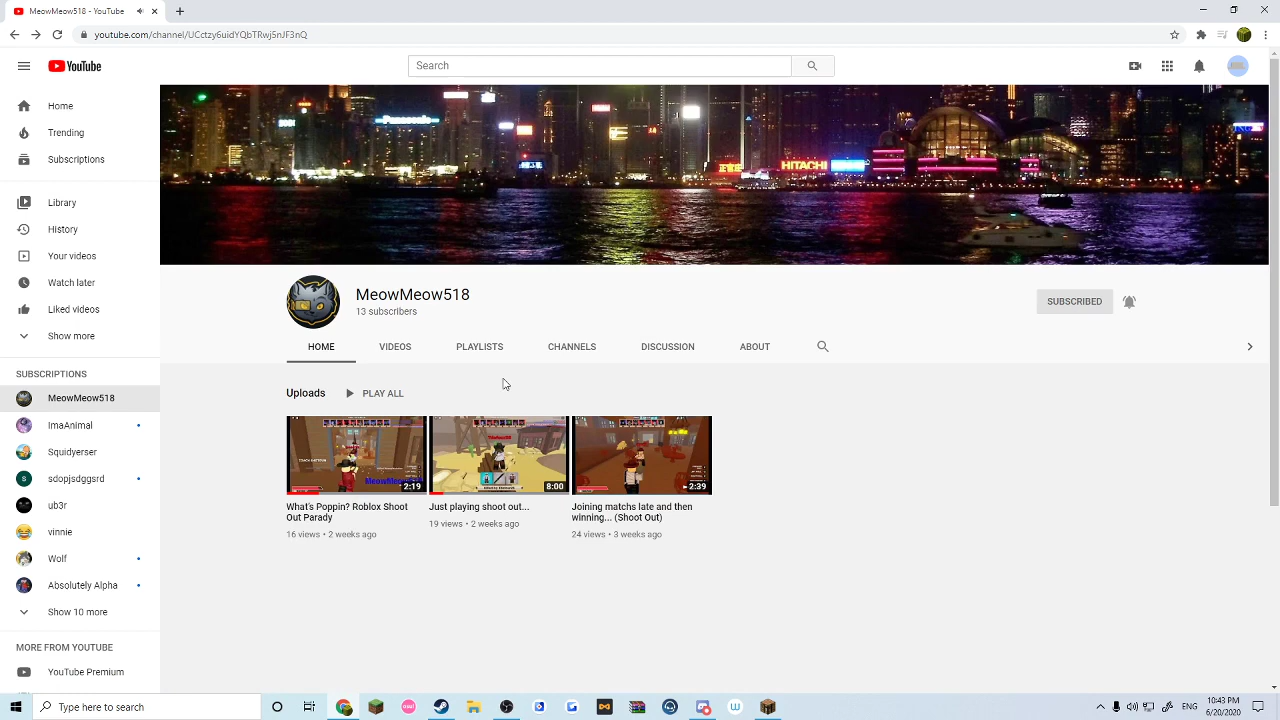 MeowMeow518 - YouTube
youtube.com/channel/UCctzy6uidYQbTRwj5nJF3nQ
YouTube
Search
Home
Trending
Subscriptions
Library
History
Your videos
Watch later
Liked videos
Show more
SUBSCRIPTIONS
MeowMeow518
ImaAnimal
Squidyerser
sdopjsdggsrd
ub3r
vinnie
Wolf
Absolutely Alpha
Show 10 more
MORE FROM YOUTUBE
YouTube Premium
Panasonic
HITACHI
MeowMeow518
13 subscribers
SUBSCRIBED
HOME VIDEOS PLAYLISTS CHANNELS DISCUSSION ABOUT
Uploads PLAY ALL
2:19
8:00
2:39
What's Poppin? Roblox Shoot
Out Parady
16 views • 2 weeks ago
Just playing shoot out...
19 views • 2 weeks ago
Joining matchs late and then
winning... (Shoot Out)
24 views • 3 weeks ago
Type here to search
ENG
10:43 PM
6/20/2020